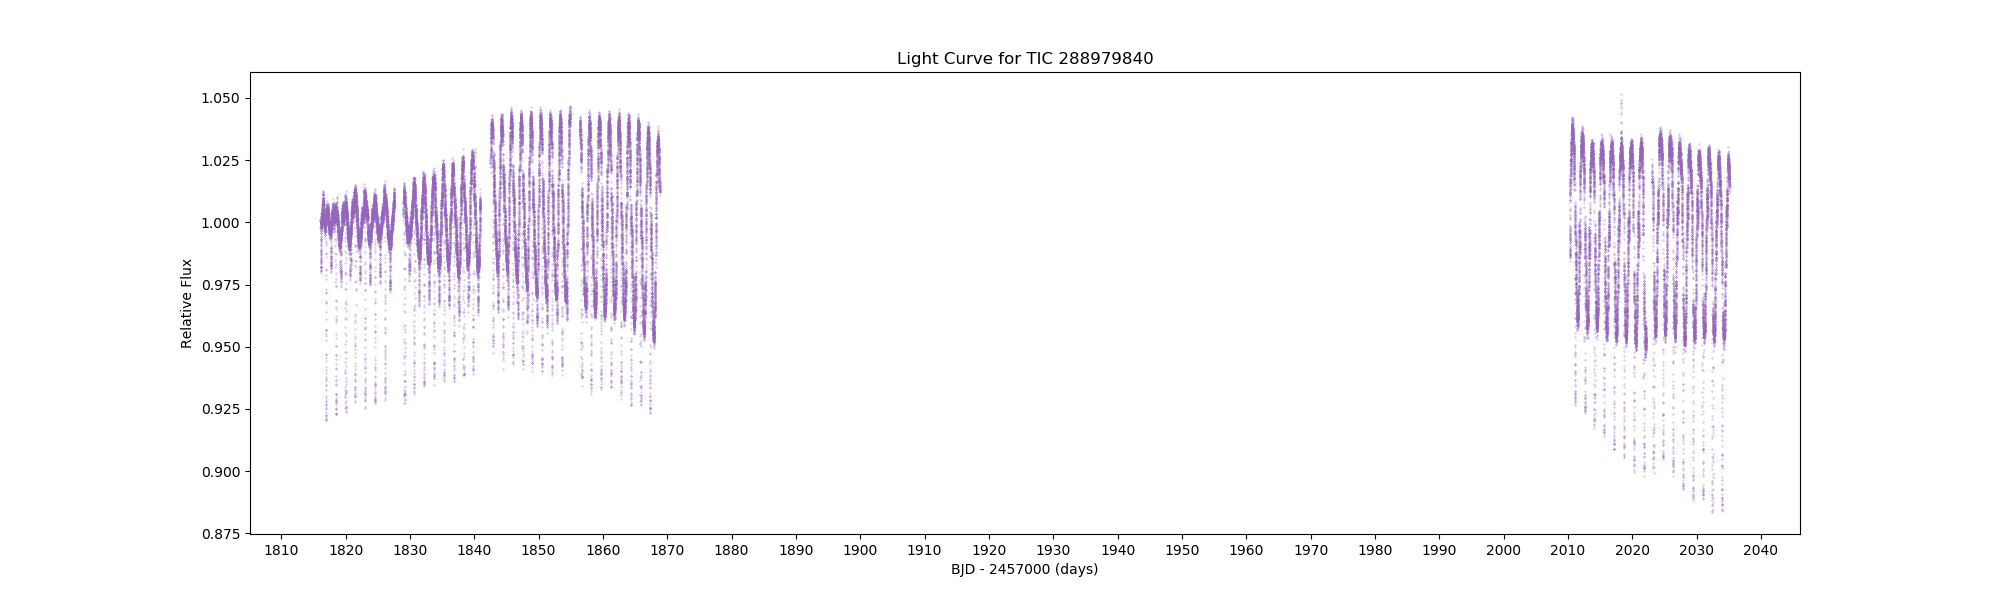 Light Curve for TIC 288979840
Relative Flux
1.050
1.025
1.000
0.975
0.950
0.925
0.900
0.875
1810 1820 1830 1840 1850 1860 1870 1880 1890 1900 1910 1920 1930 1940 1950 1960 1970 1980 1990 2000 2010 2020 2030 2040
BJD - 2457000 (days)